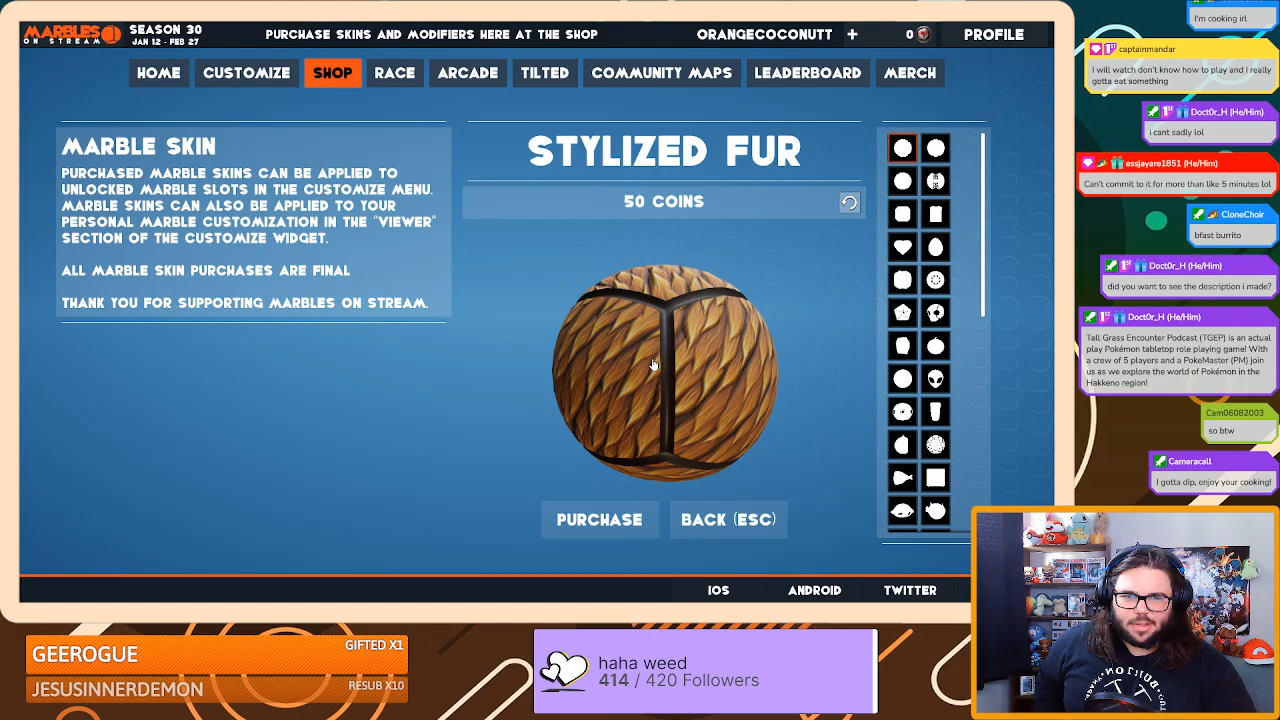 MARBLES
ON STREAM
SEASON 30
JAN 12 - FEB 27
PURCHASE SKINS AND MODIFIERS HERE AT THE SHOP
ORANGECOCONUTT +
0
PROFILE
HOME
CUSTOMIZE
SHOP
RACE
ARCADE
TILTED
COMMUNITY MAPS
LEADERBOARD
MERCH
MARBLE SKIN
PURCHASED MARBLE SKINS CAN BE APPLIED TO
UNLOCKED MARBLE SLOTS IN THE CUSTOMIZE MENU.
MARBLE SKINS CAN ALSO BE APPLIED TO YOUR
PERSONAL MARBLE CUSTOMIZATION IN THE "VIEWER"
SECTION OF THE CUSTOMIZE WIDGET.
ALL MARBLE SKIN PURCHASES ARE FINAL
THANK YOU FOR SUPPORTING MARBLES ON STREAM.
STYLIZED FUR
50 COINS
PURCHASE
BACK (ESC)
IOS
ANDROID
TWITTER
I'm cooking irl
captainmandar
I will watch don't know how to play and I really
gotta eat something
Doct0r_H (He/Him)
i cant sadly lol
essjayare1851 (He/Him)
Can't commit to it for more than like 5 minutes lol
CloneChoir
bfast burrito
Doct0r_H (He/Him)
did you want to see the description i made?
Doct0r_H (He/Him)
Tall Grass Encounter Podcast (TGEP) is an actual
play Pokémon tabletop role playing game! With
a crew of 5 players and a PokeMaster (PM) join
us as we explore the world of Pokémon in the
Hakkeno region!
Cam06082003
so btw
Cameracall
I gotta dip, enjoy your cooking!
GEEROGUE
GIFTED X1
JESUSINNERDEMON
RESUB X10
haha weed
414 / 420 Followers